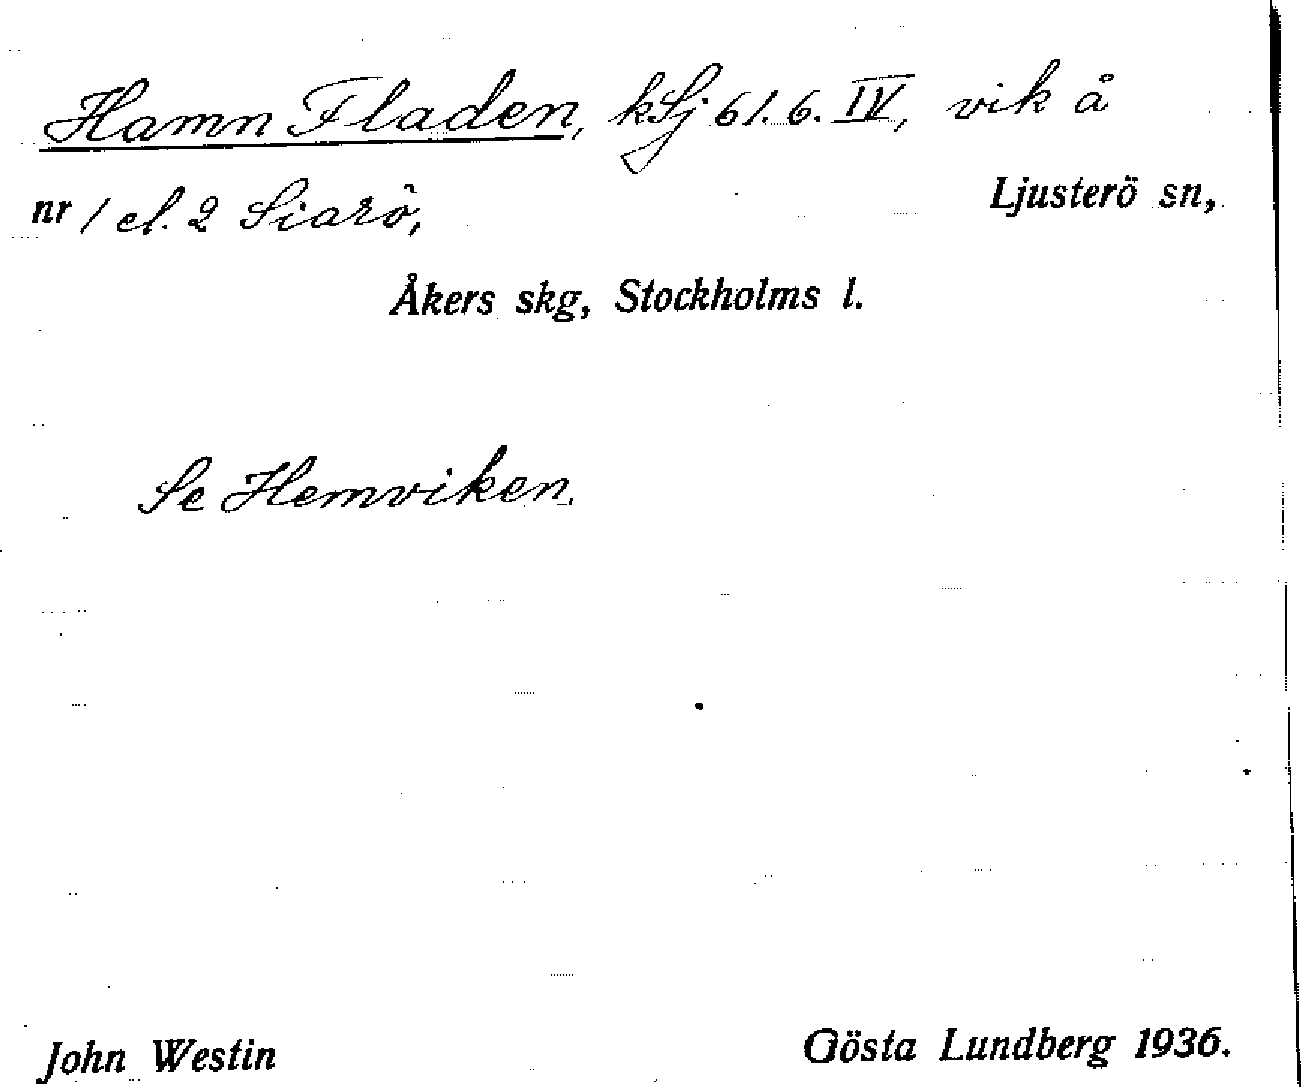 Hamn Fladen, kSj 61. 6. IV, vik å
nr 1 el. 2 Siarö, Ljusterö sn,
Åkers skg, Stockholms l.
Se Hemviken.
John Westin Gösta Lundberg 1936.